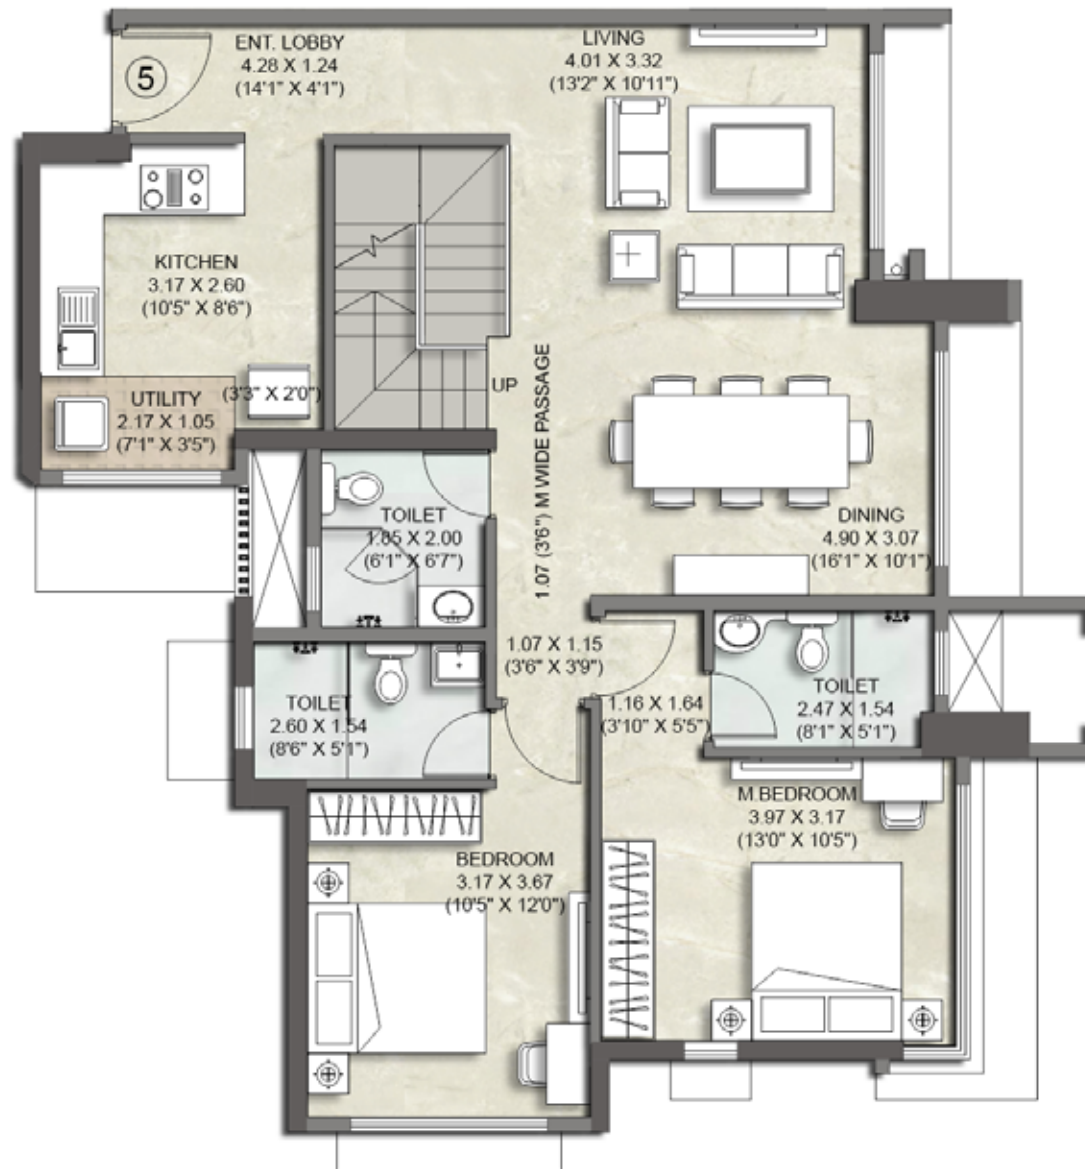 ENT. LOBBY
4.28 X 1.24
(14'1" X 4'1")
5
LIVING
4.01 X 3.32
(13'2" X 10'11")
KITCHEN
3.17 X 2.60
(10'5" X 8'6")
(3'3" X 2'0")
UTILITY
2.17 X 1.05
(7'1" X 3'5")
UP
1.07 (3'6") M WIDE PASSAGE
DINING
4.90 X 3.07
(16'1" X 10'1")
TOILET
1.85 X 2.00
(6'1" X 6'7")
1.07 X 1.15
(3'6" X 3'9")
TOILET
2.60 X 1.54
(8'6" X 5'1")
1.16 X 1.64
(3'10" X 5'5")
TOILET
2.47 X 1.54
(8'1" X 5'1")
M.BEDROOM
3.97 X 3.17
(13'0" X 10'5")
BEDROOM
3.17 X 3.67
(10'5" X 12'0")